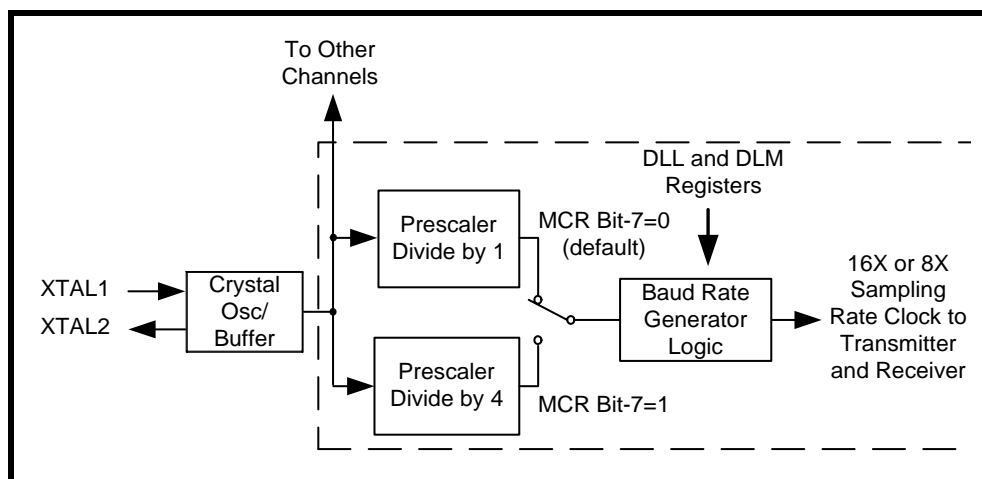 To Other
Channels
DLL and DLM
Registers
Prescaler
Divide by 1
MCR Bit-7=0
(default)
XTAL1
XTAL2
Crystal
Osc/
Buffer
Baud Rate
Generator
Logic
16X or 8X
Sampling
Rate Clock to
Transmitter
and Receiver
Prescaler
Divide by 4
MCR Bit-7=1